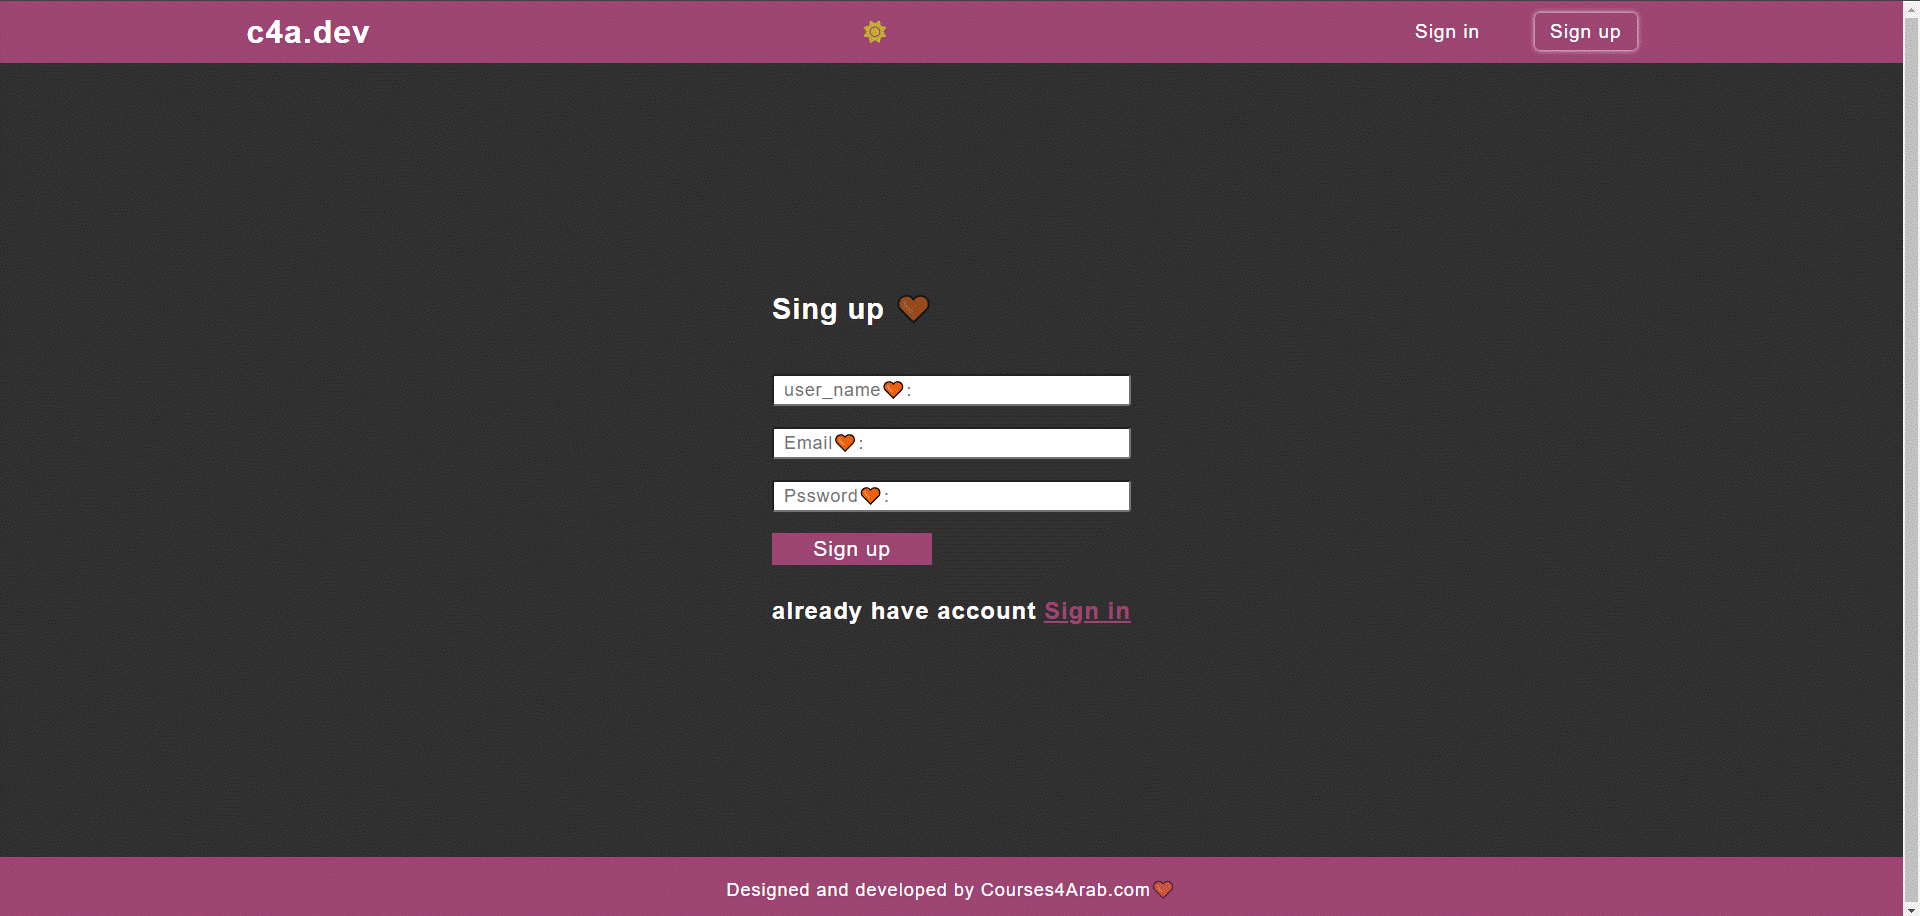 c4a.dev Sign in Sign up
Sing up 🧡
user_name🧡:
Email🧡:
Pssword🧡:
Sign up
already have account Sign in
Designed and developed by Courses4Arab.com🧡